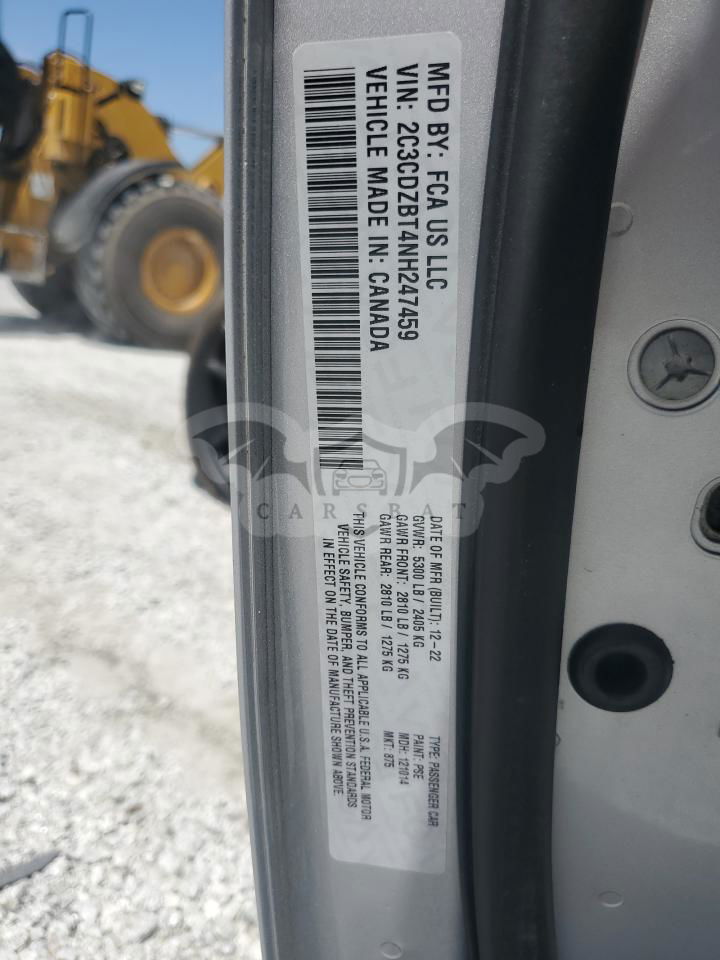 MFD BY: FCA US LLC
VIN: 2C3CDZBT4NH247459
VEHICLE MADE IN: CANADA
DATE OF MFR (BUILT): 12-22
GVWR: 5300 LB / 2405 KG
GAWR FRONT: 2810 LB / 1275 KG
GAWR REAR: 2810 LB / 1275 KG
TYPE: PASSENGER CAR
PAINT: PSE
MDH: 121014
MKT: 875
THIS VEHICLE CONFORMS TO ALL APPLICABLE U.S.A. FEDERAL MOTOR
VEHICLE SAFETY, BUMPER, AND THEFT PREVENTION STANDARDS
IN EFFECT ON THE DATE OF MANUFACTURE SHOWN ABOVE.
CARSBAT